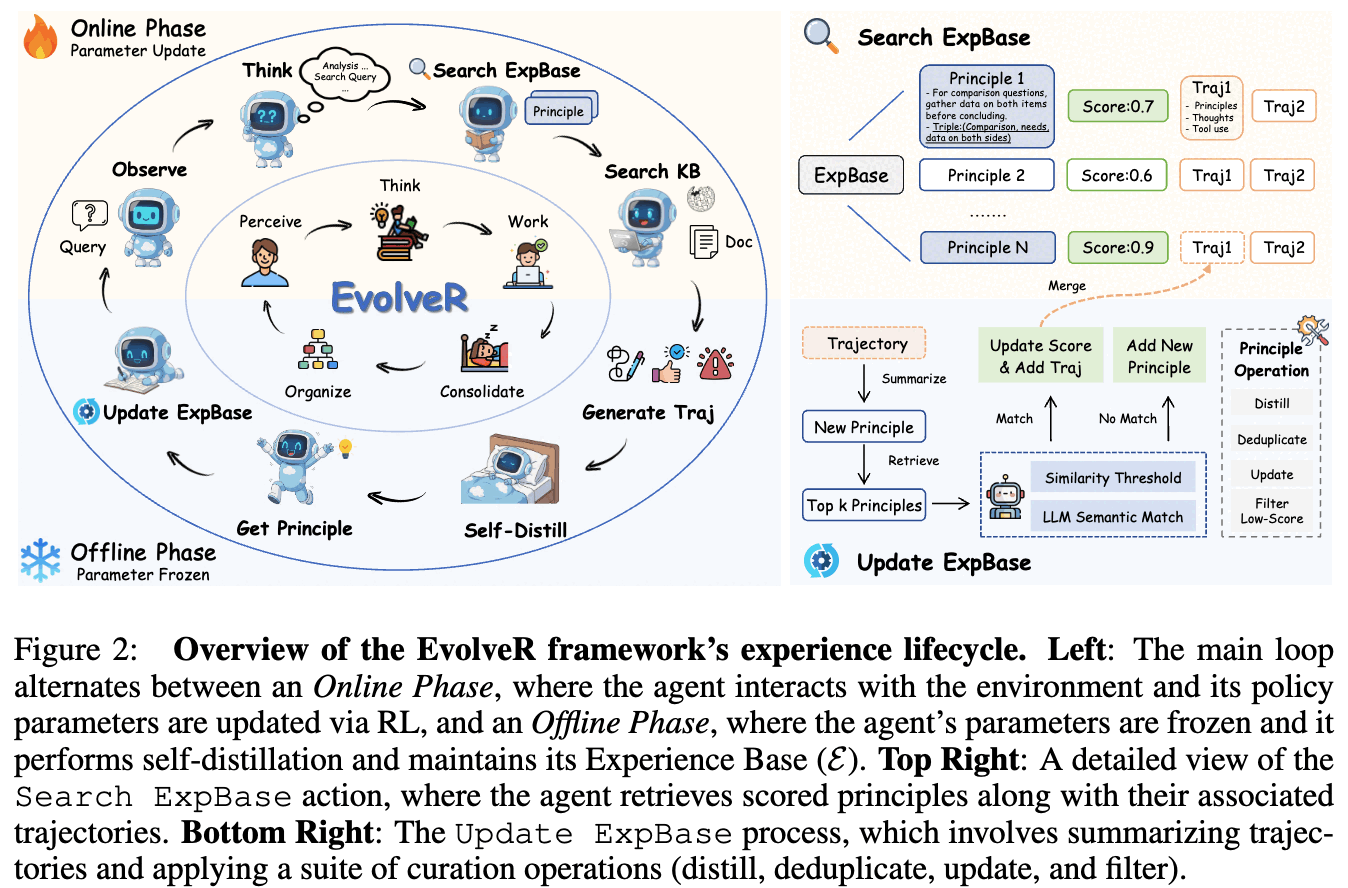 Online Phase
Parameter Update
Think
Analysis ...
Search Query
...
Search ExpBase
Principle
Observe
Query
?
??
Search KB
Doc
Think
Perceive
Work
EvolveR
Organize
Consolidate
z z
Generate Traj
Update ExpBase
Get Principle
Self-Distill
Offline Phase
Parameter Frozen
Search ExpBase
ExpBase
Principle 1
- For comparison questions,
gather data on both items
before concluding.
- Triple:(Comparison, needs,
data on both sides)
Score:0.7
Traj1
- Principles
- Thoughts
- Tool use
Traj2
Principle 2
Score:0.6
Traj1
Traj2
.......
Principle N
Score:0.9
Traj1
Traj2
Merge
Trajectory
Summarize
New Principle
Retrieve
Top k Principles
Update Score
& Add Traj
Add New
Principle
Match
No Match
Similarity Threshold
LLM Semantic Match
Principle
Operation
Distill
Deduplicate
Update
Filter
Low-Score
Update ExpBase
Figure 2: Overview of the EvolveR framework's experience lifecycle. Left: The main loop
alternates between an Online Phase, where the agent interacts with the environment and its policy
parameters are updated via RL, and an Offline Phase, where the agent's parameters are frozen and it
performs self-distillation and maintains its Experience Base (ℰ). Top Right: A detailed view of the
Search ExpBase action, where the agent retrieves scored principles along with their associated
trajectories. Bottom Right: The Update ExpBase process, which involves summarizing trajec-
tories and applying a suite of curation operations (distill, deduplicate, update, and filter).